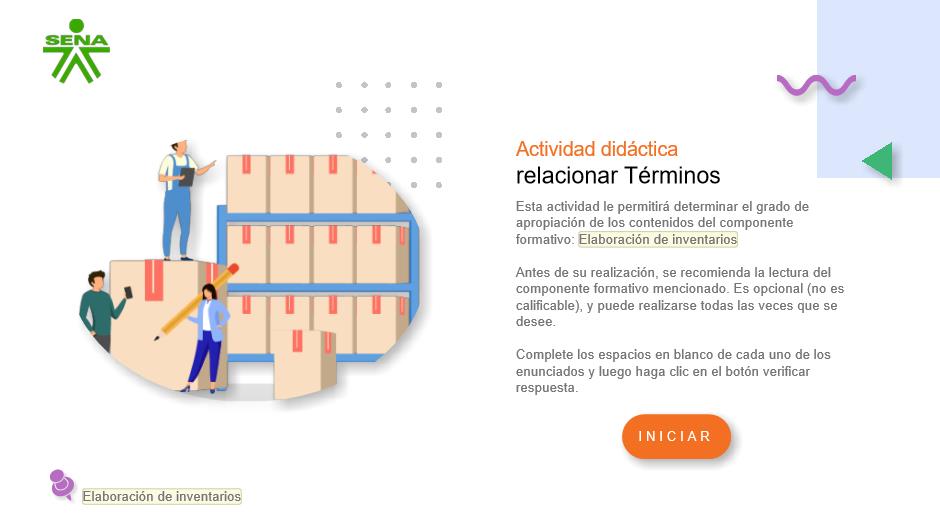 SENA
Actividad didáctica
relacionar Términos
Esta actividad le permitirá determinar el grado de
apropiación de los contenidos del componente
formativo: Elaboración de inventarios
Antes de su realización, se recomienda la lectura del
componente formativo mencionado. Es opcional (no es
calificable), y puede realizarse todas las veces que se
desee.
Complete los espacios en blanco de cada uno de los
enunciados y luego haga clic en el botón verificar
respuesta.
INICIAR
Elaboración de inventarios